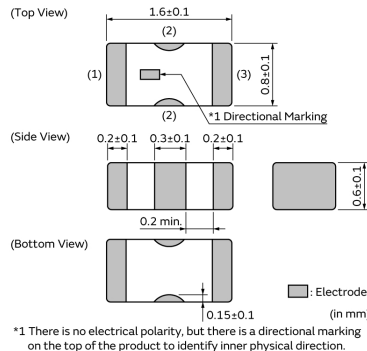 (Top View)
1.6±0.1
(2)
(1)
(3)
0.8±0.1
(2)
*1 Directional Marking
(Side View)
0.2±0.1 0.3±0.1 0.2±0.1
0.6±0.1
0.2 min.
(Bottom View)
: Electrode
0.15±0.1
(in mm)
*1 There is no electrical polarity, but there is a directional marking
on the top of the product to identify inner physical direction.